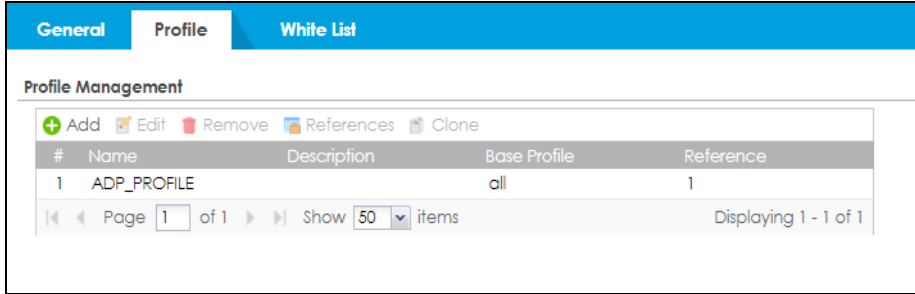 General Profile White List
Profile Management
Add Edit Remove References Clone
# Name Description Base Profile Reference
1 ADP_PROFILE all 1
Page 1 of 1 Show 50 items Displaying 1 - 1 of 1